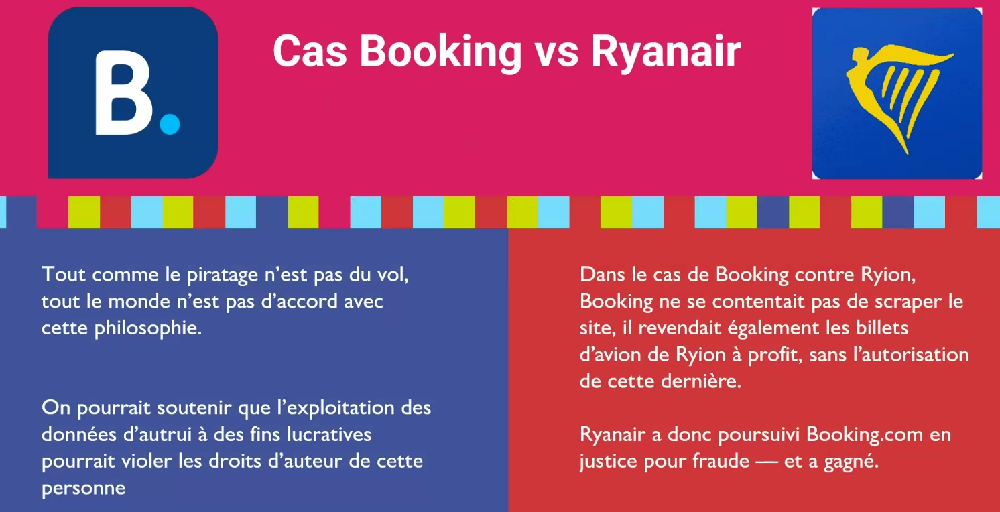 B.
Cas Booking vs Ryanair
Tout comme le piratage n’est pas du vol,
tout le monde n’est pas d’accord avec
cette philosophie.
On pourrait soutenir que l’exploitation des
données d’autrui à des fins lucratives
pourrait violer les droits d’auteur de cette
personne
Dans le cas de Booking contre Ryion,
Booking ne se contentait pas de scraper le
site, il revendait également les billets
d’avion de Ryion à profit, sans l’autorisation
de cette dernière.
Ryanair a donc poursuivi Booking.com en
justice pour fraude — et a gagné.